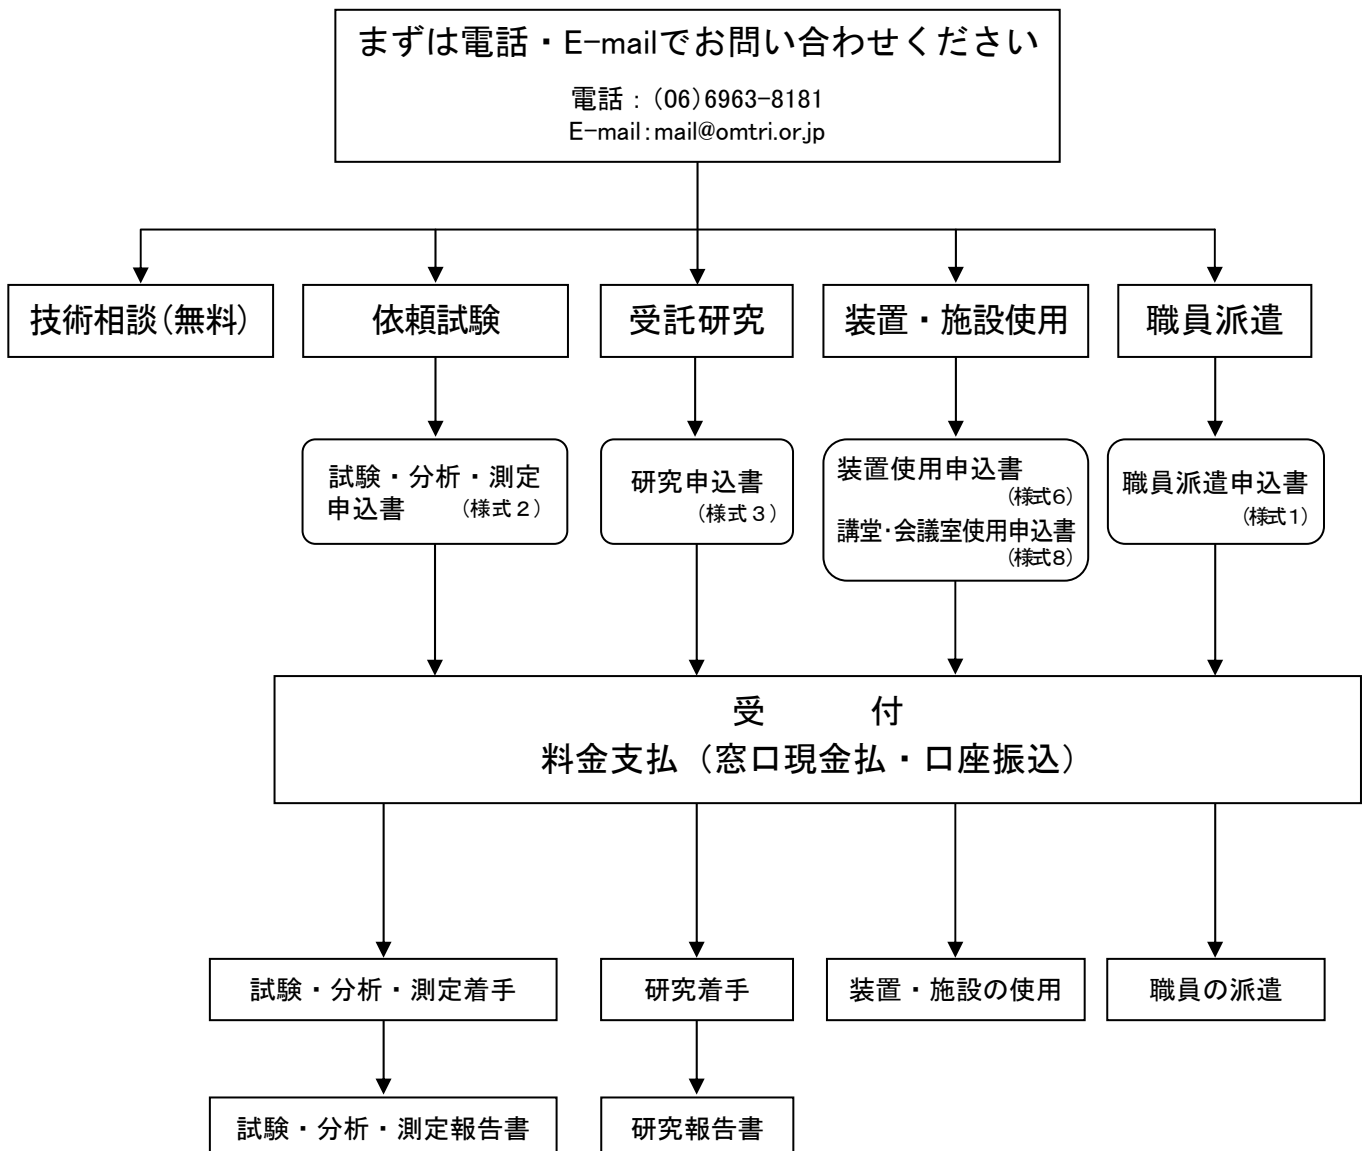 まずは電話・E-mailでお問い合わせください
電話：(06)6963-8181
E-mail:mail@omtri.or.jp
技術相談(無料)
依頼試験
受託研究
装置・施設使用
職員派遣
試験・分析・測定
申込書 (様式２)
研究申込書
(様式３)
装置使用申込書
(様式6)
講堂･会議室使用申込書
(様式8)
職員派遣申込書
(様式1)
受 付
料金支払（窓口現金払・口座振込）
試験・分析・測定着手
研究着手
装置・施設の使用
職員の派遣
試験・分析・測定報告書
研究報告書